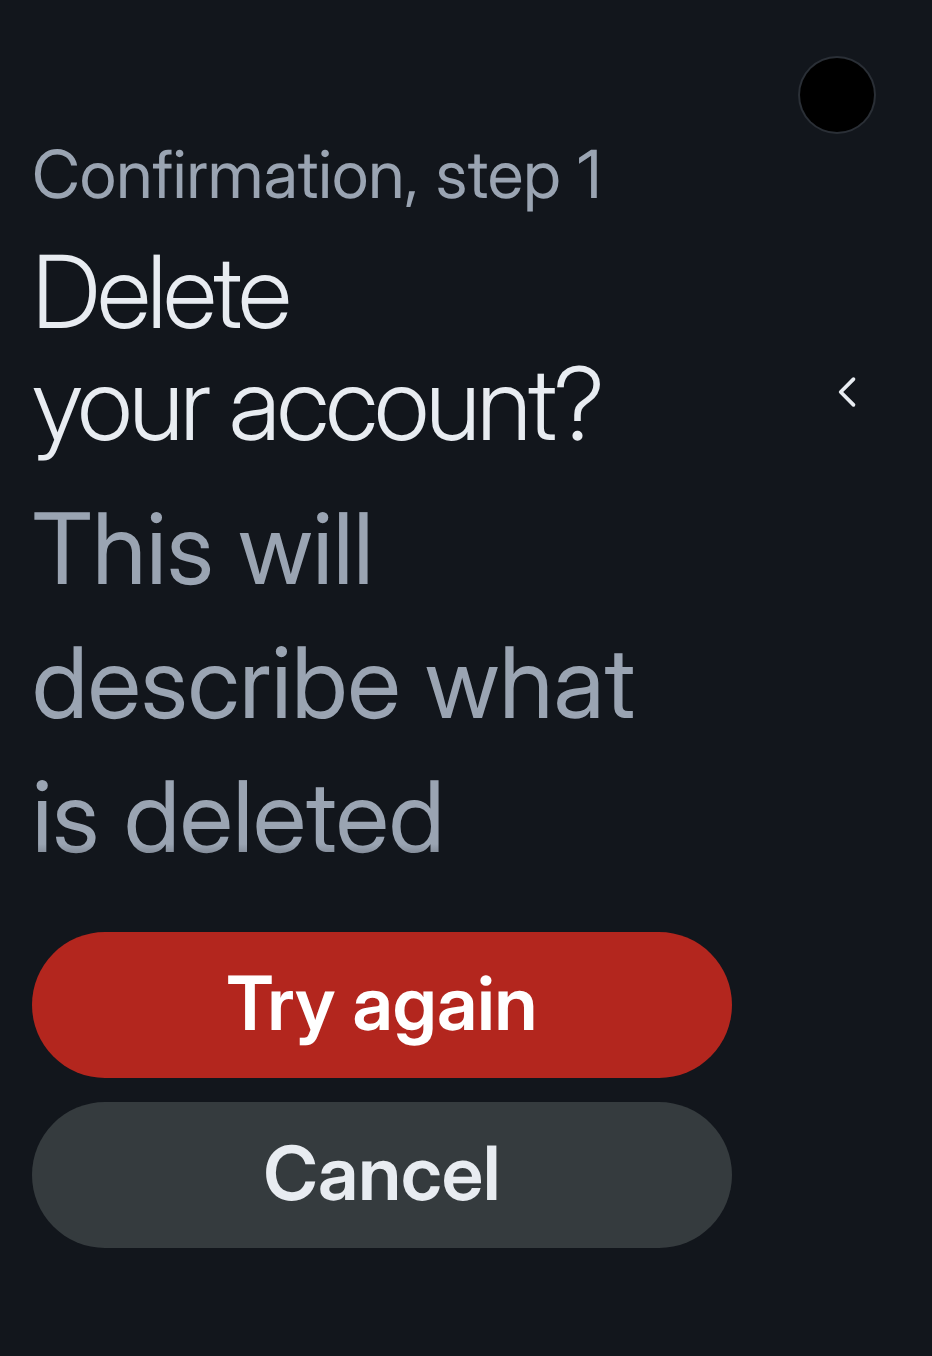 Confirmation, step 1
Delete
your account?
This will
describe what
is deleted
Try again
Cancel